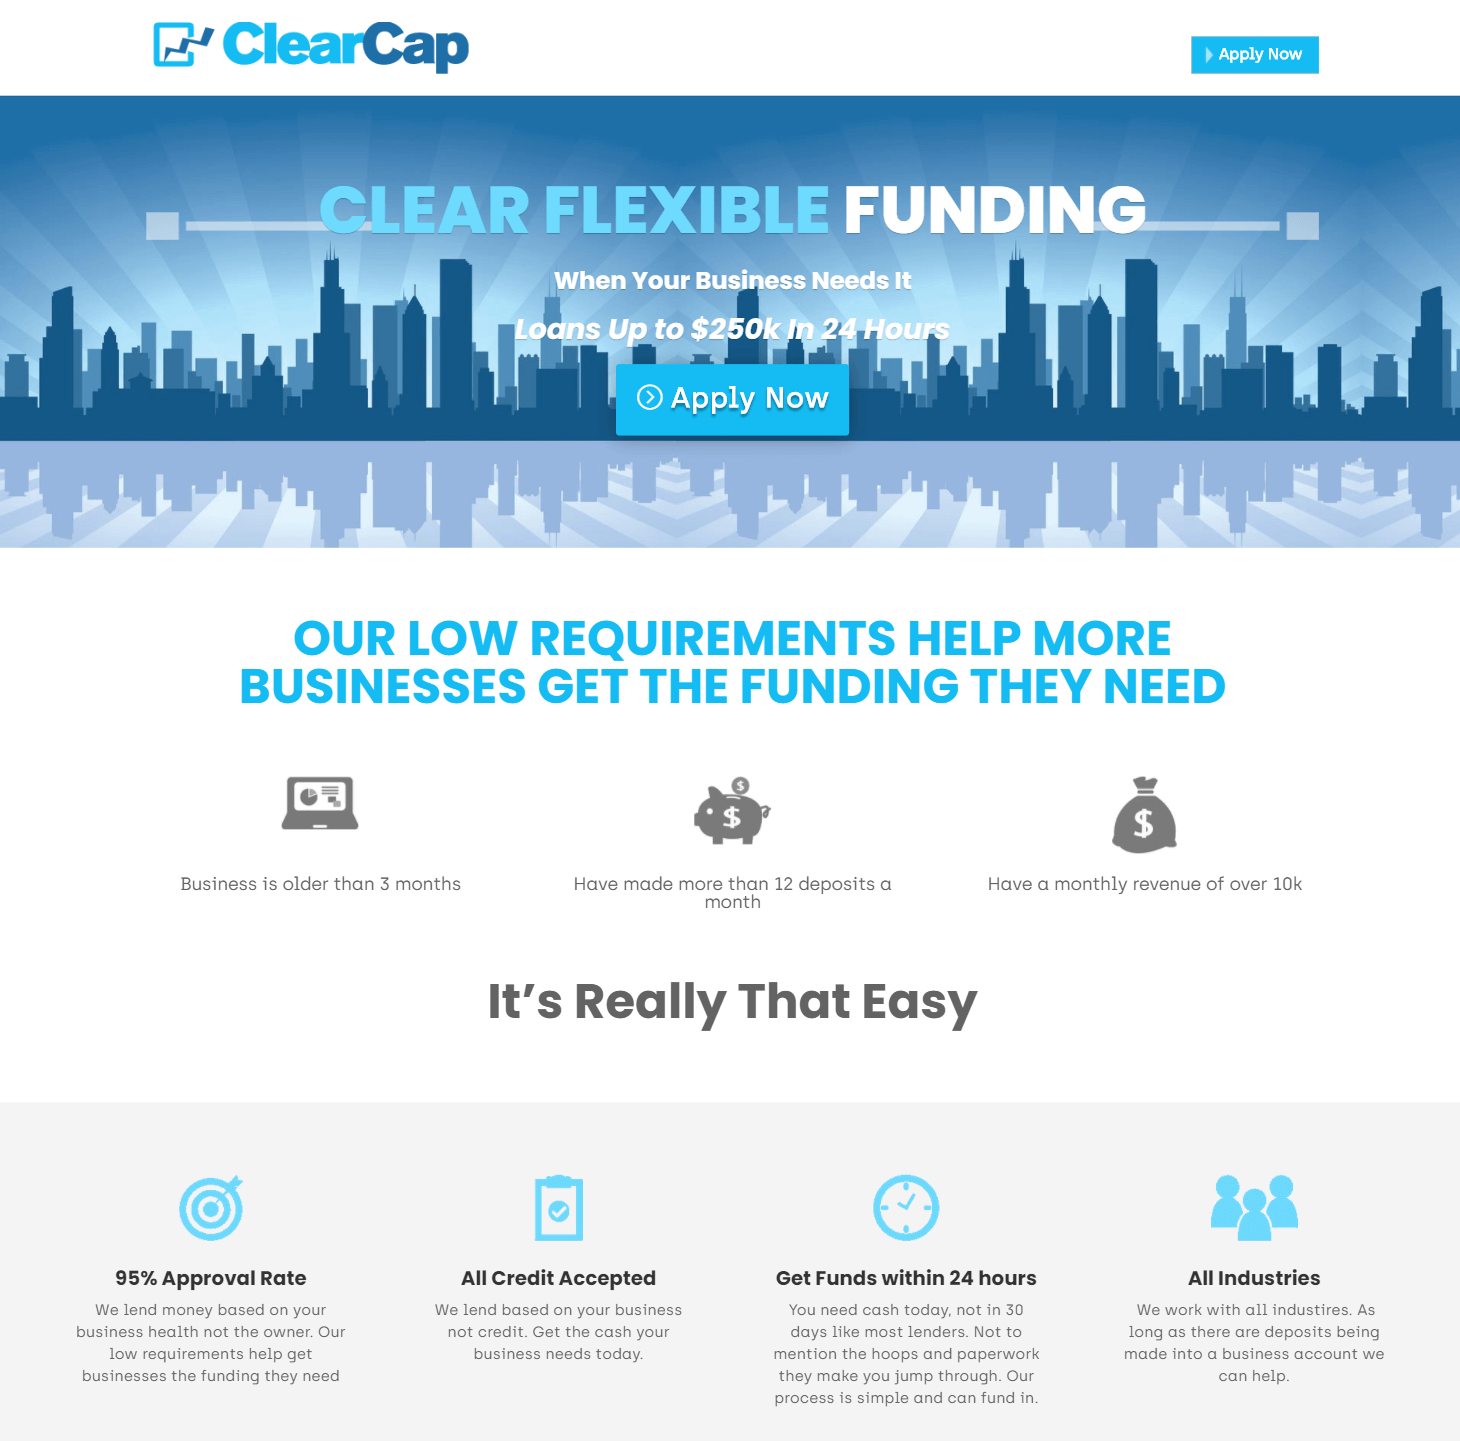 ClearCap
Apply Now
CLEAR FLEXIBLE FUNDING
When Your Business Needs It
Loans Up to $250k In 24 Hours
Apply Now
OUR LOW REQUIREMENTS HELP MORE
BUSINESSES GET THE FUNDING THEY NEED
$
$
$
Business is older than 3 months
Have made more than 12 deposits a
month
Have a monthly revenue of over 10k
It’s Really That Easy
95% Approval Rate
We lend money based on your
business health not the owner. Our
low requirements help get
businesses the funding they need
All Credit Accepted
We lend based on your business
not credit. Get the cash your
business needs today.
Get Funds within 24 hours
You need cash today, not in 30
days like most lenders. Not to
mention the hoops and paperwork
they make you jump through. Our
process is simple and can fund in.
All Industries
We work with all industires. As
long as there are deposits being
made into a business account we
can help.